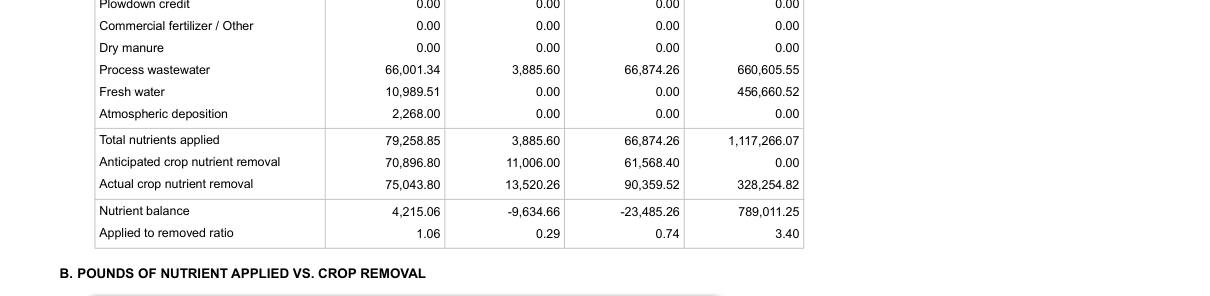 Plowdown credit 0.00 0.00 0.00 0.00
Commercial fertilizer / Other 0.00 0.00 0.00 0.00
Dry manure 0.00 0.00 0.00 0.00
Process wastewater 66,001.34 3,885.60 66,874.26 660,605.55
Fresh water 10,989.51 0.00 0.00 456,660.52
Atmospheric deposition 2,268.00 0.00 0.00 0.00
Total nutrients applied 79,258.85 3,885.60 66,874.26 1,117,266.07
Anticipated crop nutrient removal 70,896.80 11,006.00 61,568.40 0.00
Actual crop nutrient removal 75,043.80 13,520.26 90,359.52 328,254.82
Nutrient balance 4,215.06 -9,634.66 -23,485.26 789,011.25
Applied to removed ratio 1.06 0.29 0.74 3.40
B. POUNDS OF NUTRIENT APPLIED VS. CROP REMOVAL